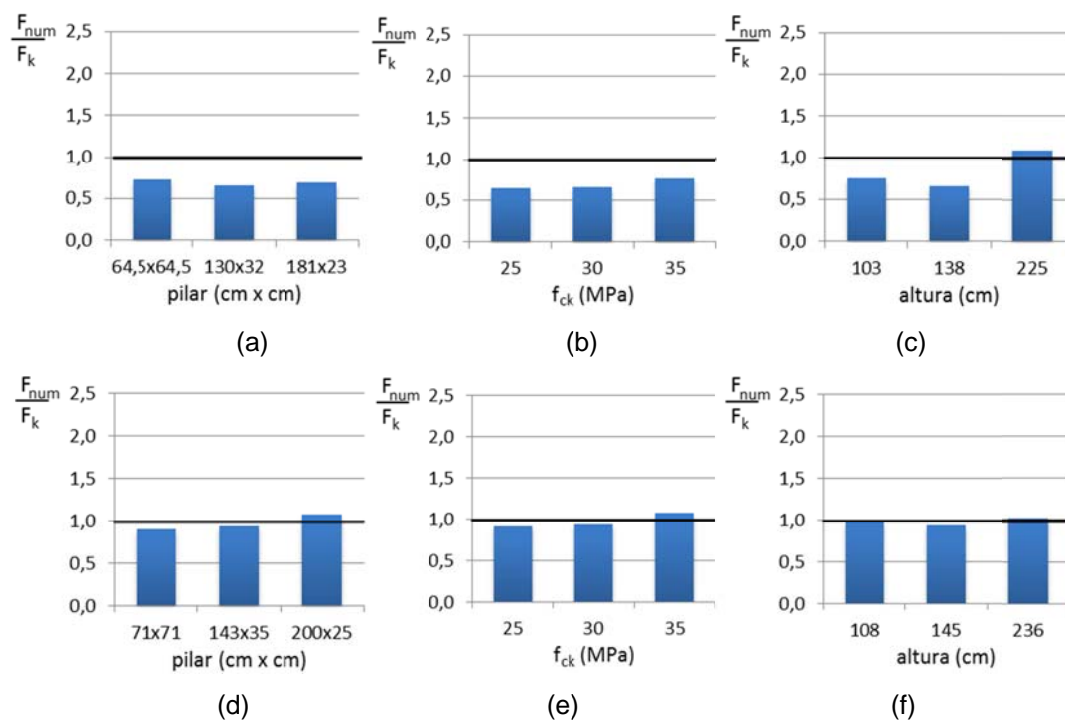 F_num
F_k
2,5
2,0
1,5
1,0
0,5
0,0
64,5x64,5 130x32 181x23
pilar (cm x cm)
(a)
F_num
F_k
2,5
2,0
1,5
1,0
0,5
0,0
25 30 35
f_ck (MPa)
(b)
F_num
F_k
2,5
2,0
1,5
1,0
0,5
0,0
103 138 225
altura (cm)
(c)
F_num
F_k
2,5
2,0
1,5
1,0
0,5
0,0
71x71 143x35 200x25
pilar (cm x cm)
(d)
F_num
F_k
2,5
2,0
1,5
1,0
0,5
0,0
25 30 35
f_ck (MPa)
(e)
F_num
F_k
2,5
2,0
1,5
1,0
0,5
0,0
108 145 236
altura (cm)
(f)